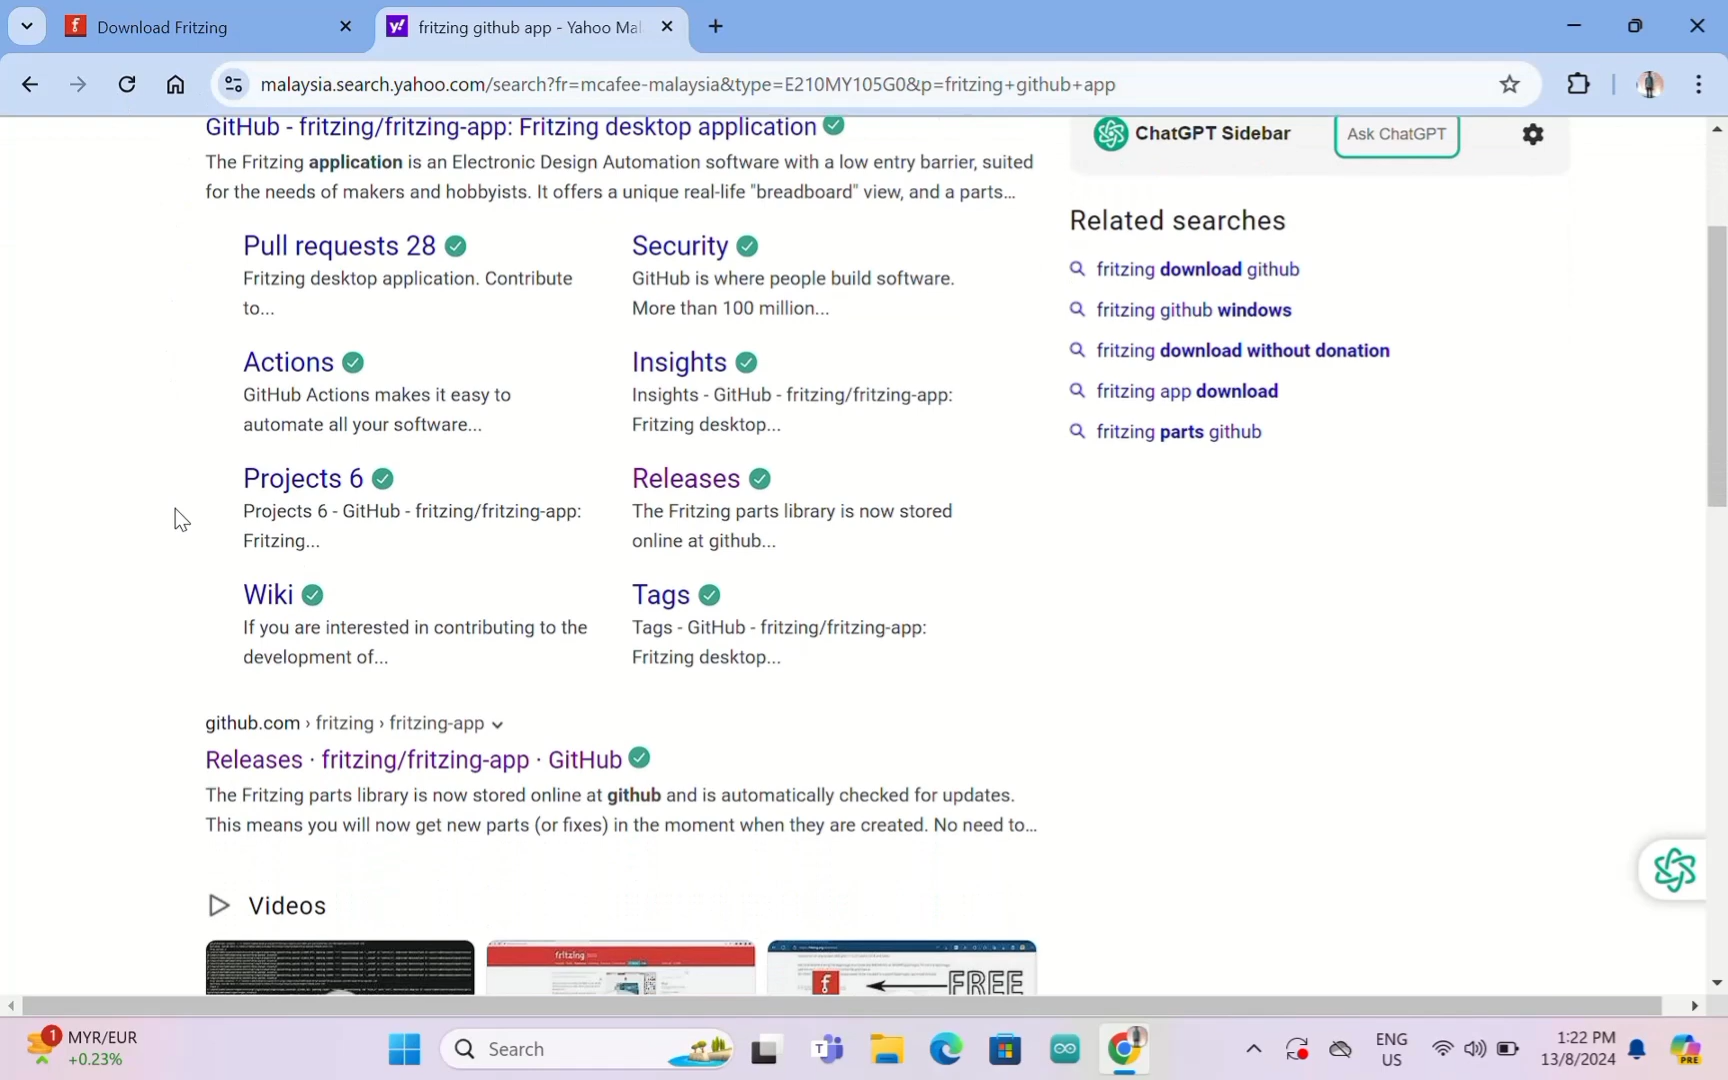 Download Fritzing
fritzing github app - Yahoo Mal
malaysia.search.yahoo.com/search?fr=mcafee-malaysia&type=E210MY105G0&p=fritzing+github+app
GitHub - fritzing/fritzing-app: Fritzing desktop application
The Fritzing application is an Electronic Design Automation software with a low entry barrier, suited
for the needs of makers and hobbyists. It offers a unique real-life "breadboard" view, and a parts...
Pull requests 28
Fritzing desktop application. Contribute
to...
Security
GitHub is where people build software.
More than 100 million...
Actions
GitHub Actions makes it easy to
automate all your software...
Insights
Insights - GitHub - fritzing/fritzing-app:
Fritzing desktop...
Projects 6
Projects 6 - GitHub - fritzing/fritzing-app:
Fritzing...
Releases
The Fritzing parts library is now stored
online at github...
Wiki
If you are interested in contributing to the
development of...
Tags
Tags - GitHub - fritzing/fritzing-app:
Fritzing desktop...
github.com › fritzing › fritzing-app
Releases · fritzing/fritzing-app · GitHub
The Fritzing parts library is now stored online at github and is automatically checked for updates.
This means you will now get new parts (or fixes) in the moment when they are created. No need to...
Videos
fritzing
FREE
ChatGPT Sidebar
Ask ChatGPT
Related searches
fritzing download github
fritzing github windows
fritzing download without donation
fritzing app download
fritzing parts github
1
MYR/EUR
+0.23%
Search
ENG
US
1:22 PM
13/8/2024
PRE